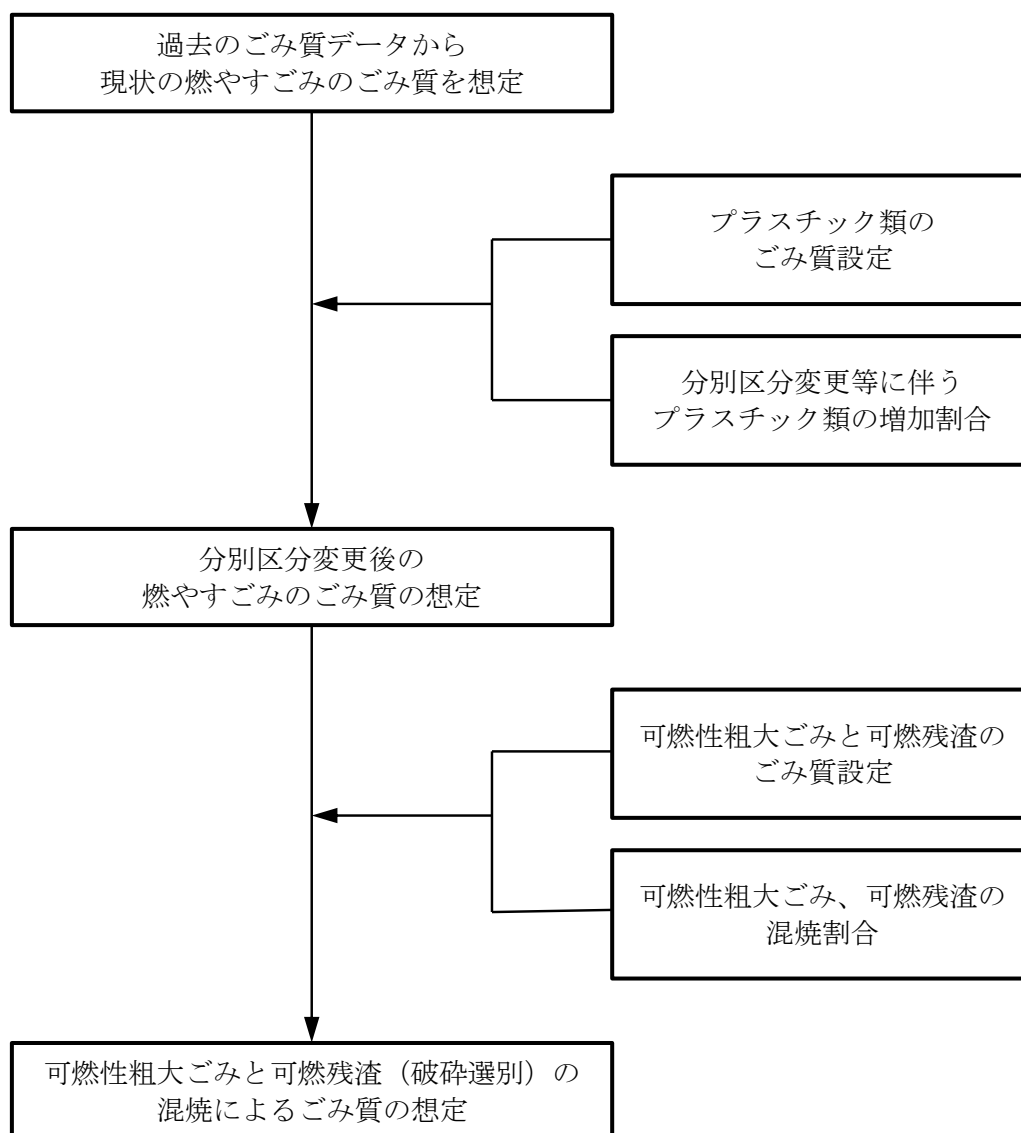 過去のごみ質データから
現状の燃やすごみのごみ質を想定
プラスチック類の
ごみ質設定
分別区分変更等に伴う
プラスチック類の増加割合
分別区分変更後の
燃やすごみのごみ質の想定
可燃性粗大ごみと可燃残渣の
ごみ質設定
可燃性粗大ごみ、可燃残渣の
混焼割合
可燃性粗大ごみと可燃残渣（破砕選別）の
混焼によるごみ質の想定